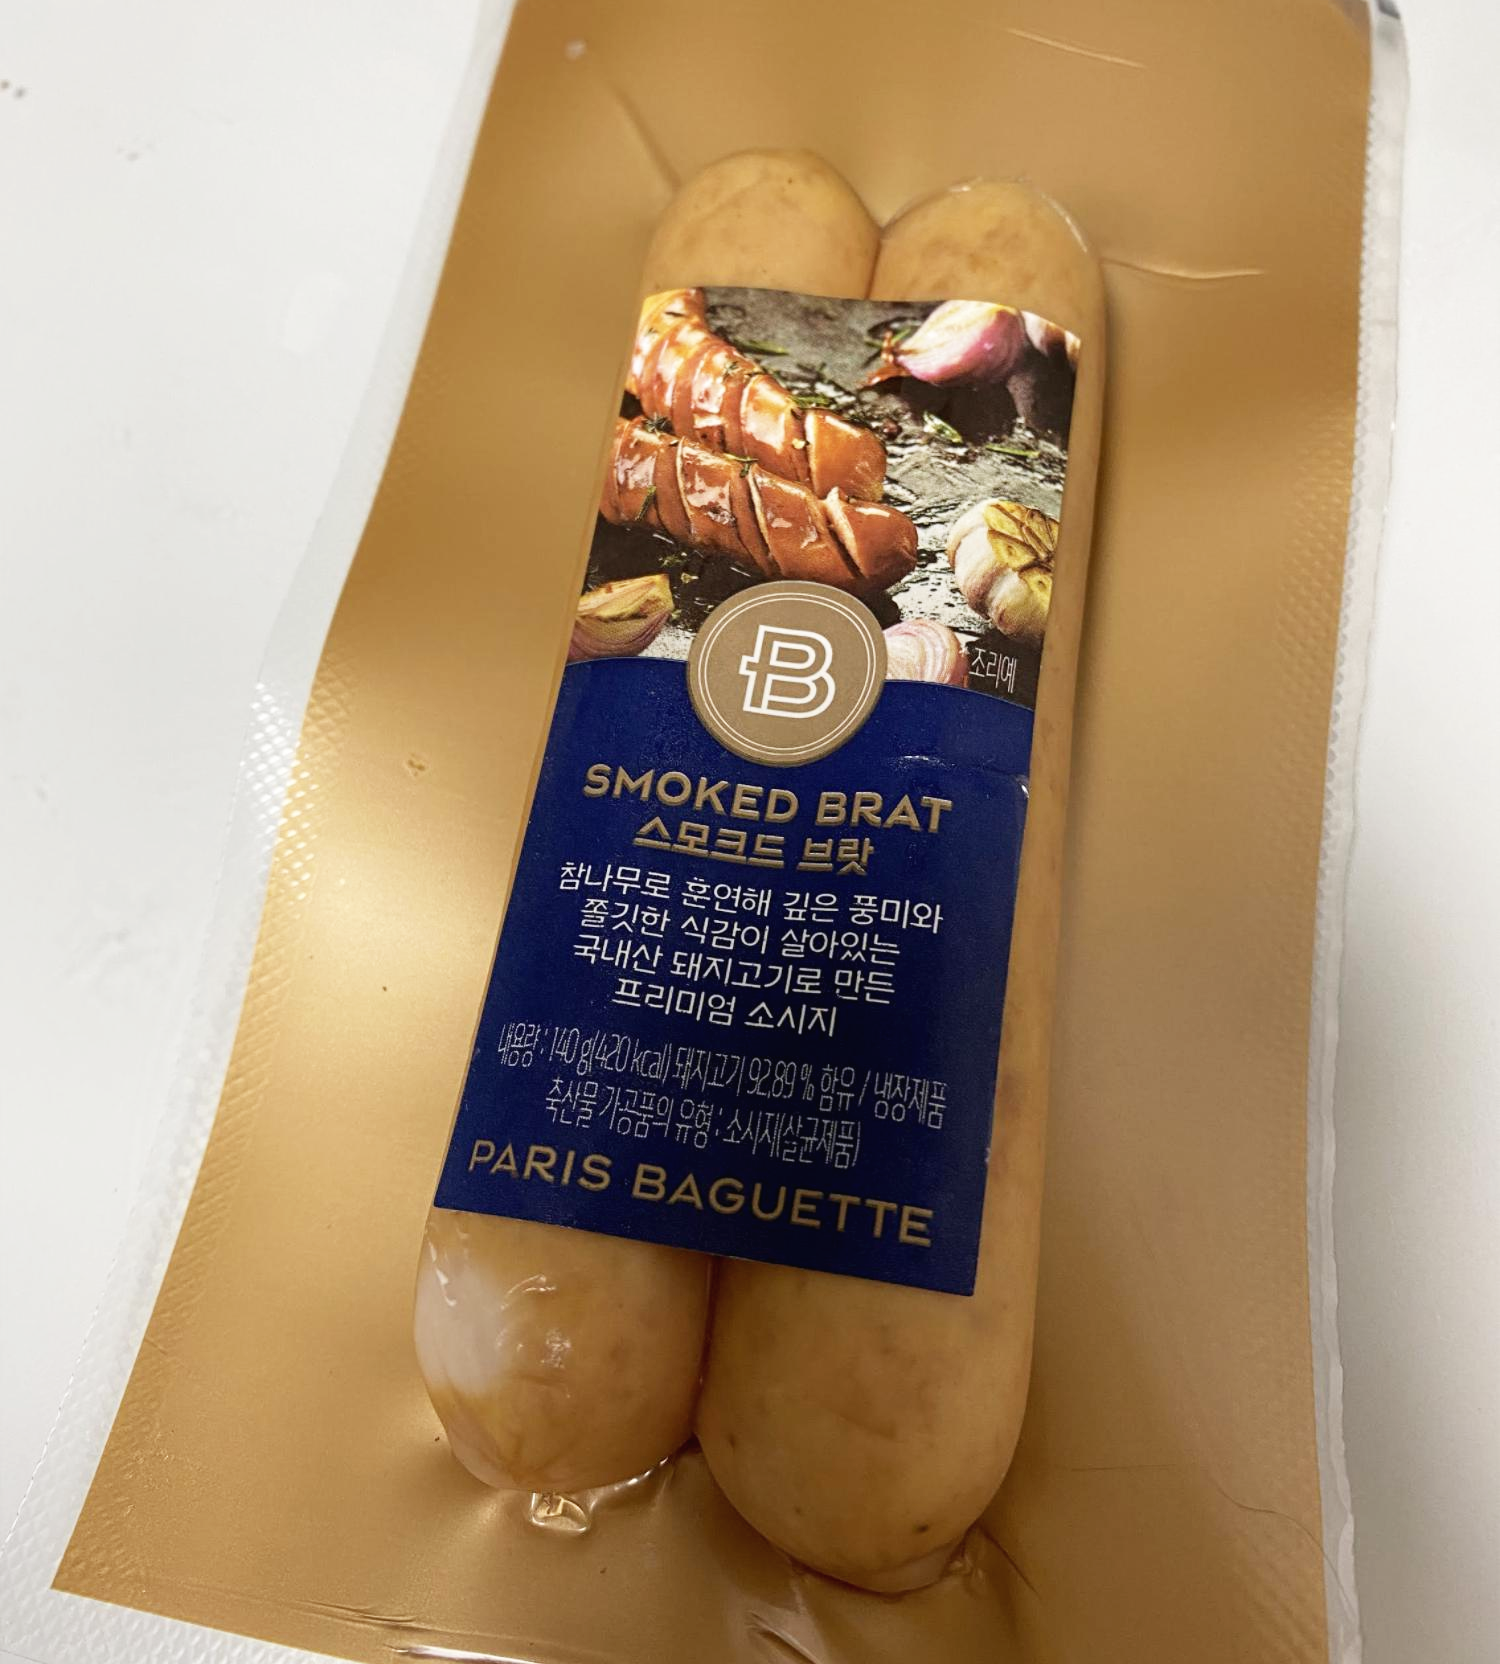 조리예
B
SMOKED BRAT
스모크드 브랏
참나무로 훈연해 깊은 풍미와
쫄깃한 식감이 살아있는
국내산 돼지고기로 만든
프리미엄 소시지
내용량 : 140 g(420 kcal) 돼지고기 92.89 % 함유 / 냉장제품
축산물가공품의 유형 : 소시지(살균제품)
PARIS BAGUETTE